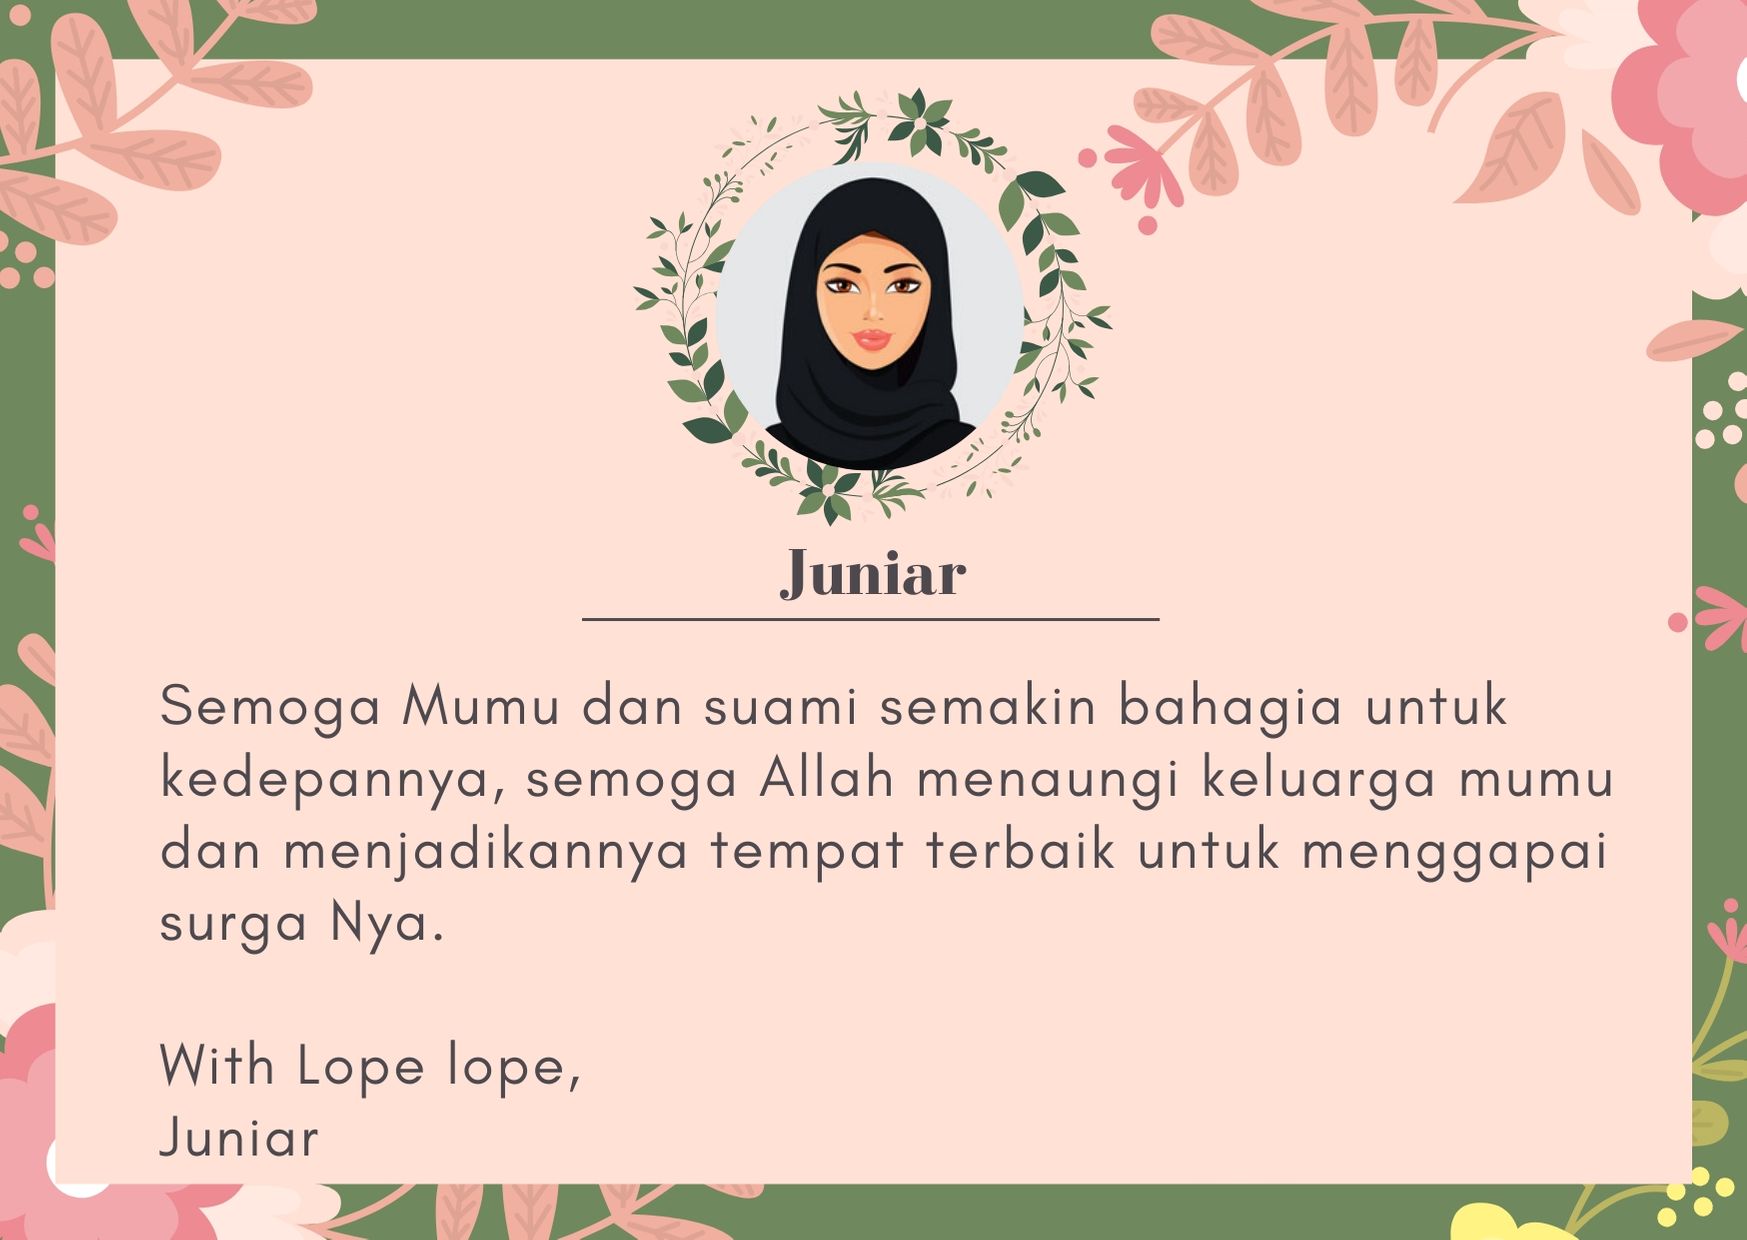 Juniar
Semoga Mumu dan suami semakin bahagia untuk
kedepannya, semoga Allah menaungi keluarga mumu
dan menjadikannya tempat terbaik untuk menggapai
surga Nya.
With Lope lope,
Juniar